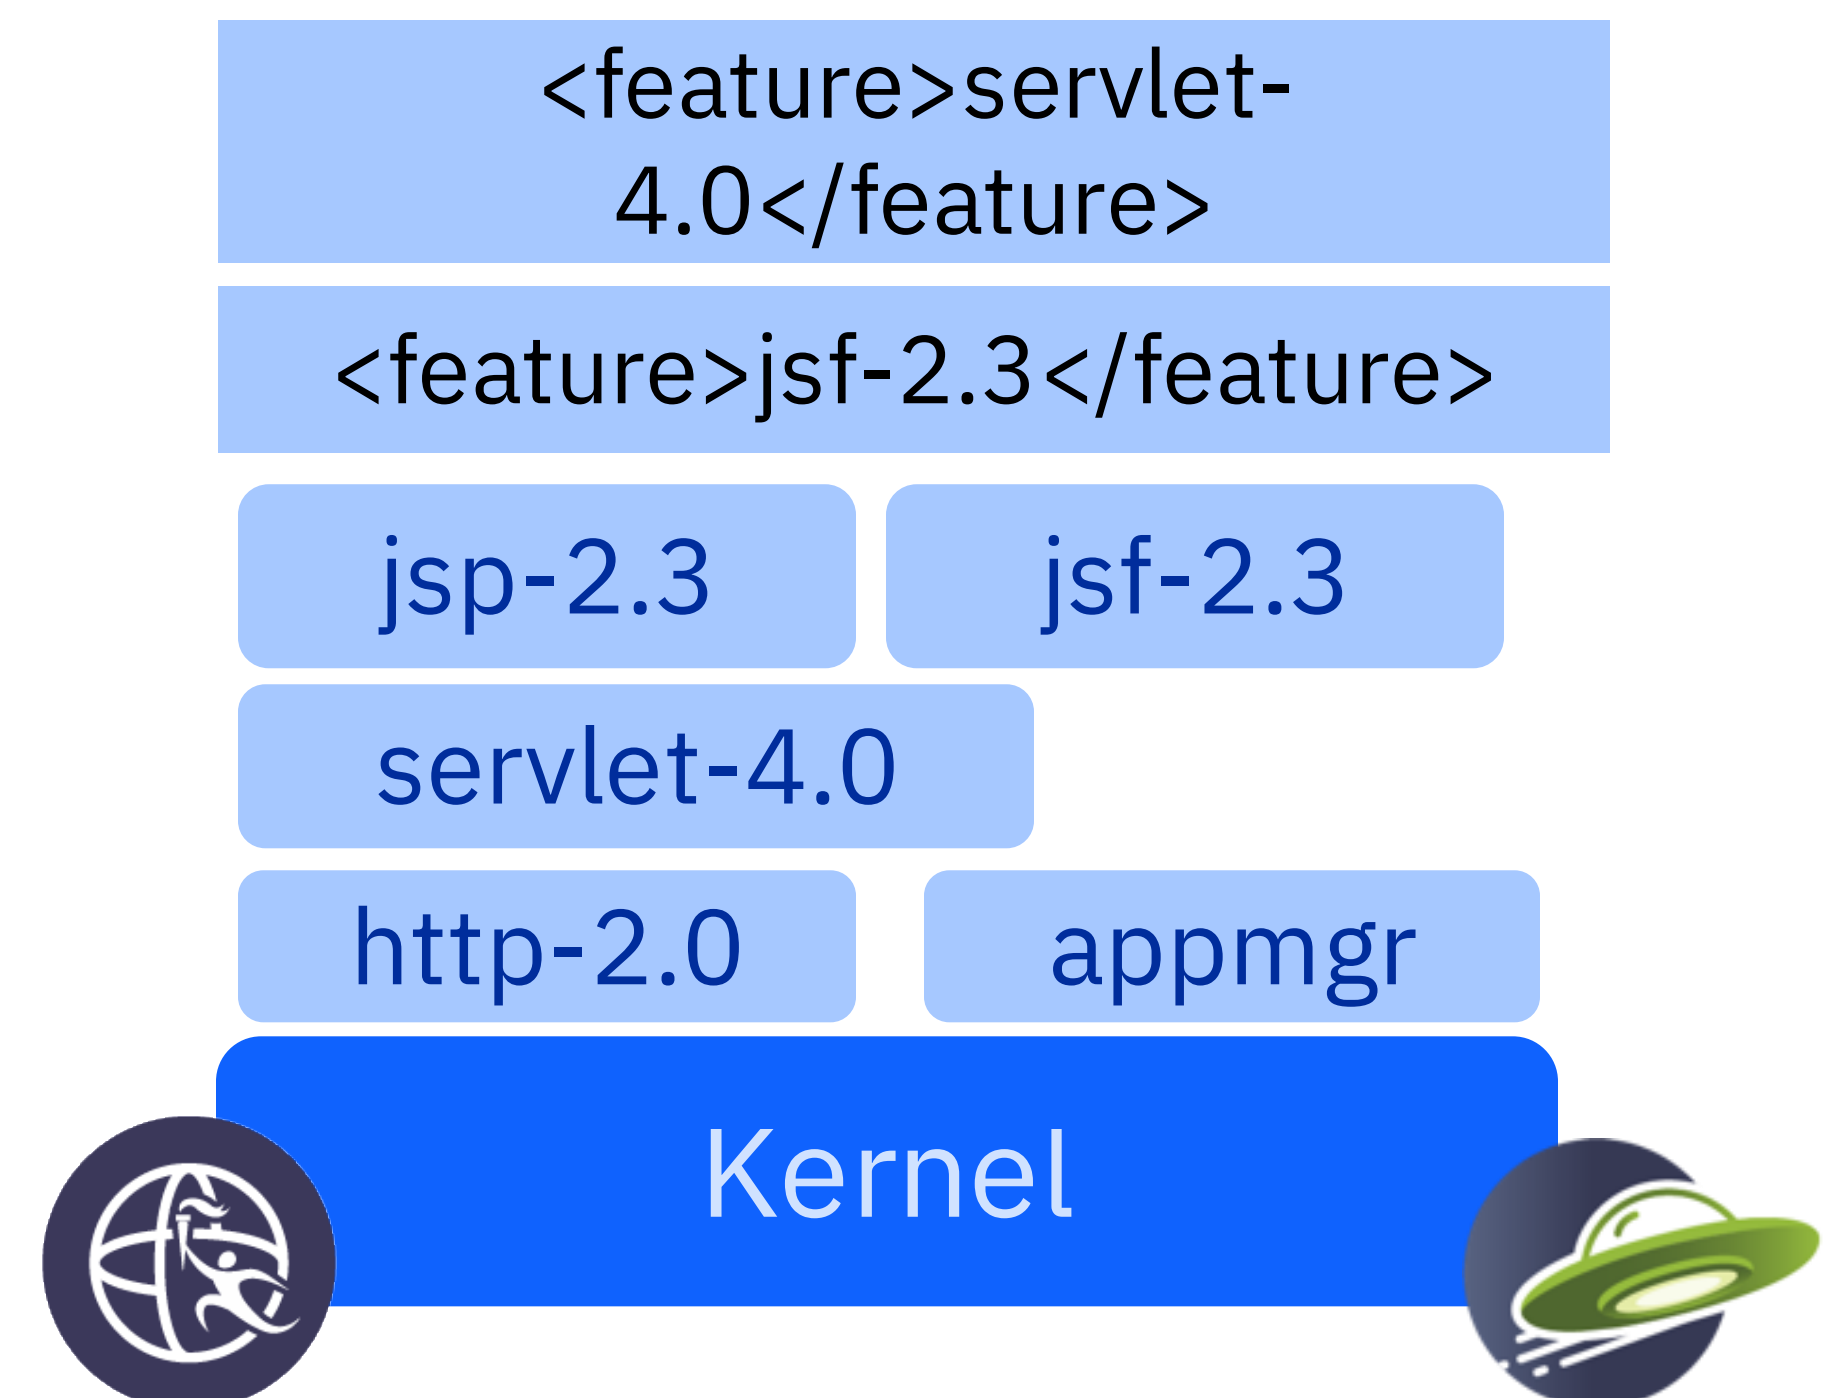 <feature>servlet-
4.0</feature>
<feature>jsf-2.3</feature>
jsp-2.3 jsf-2.3
servlet-4.0
http-2.0 appmgr
Kernel